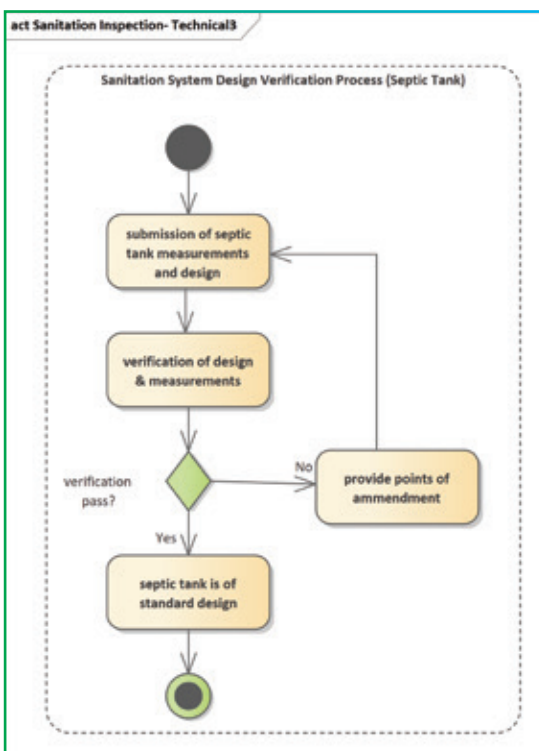 act Sanitation Inspection- Technical3
Sanitation System Design Verification Process (Septic Tank)
submission of septic
tank measurements
and design
verification of design
& measurements
verification
pass?
No
provide points of
ammendment
Yes
septic tank is of
standard design